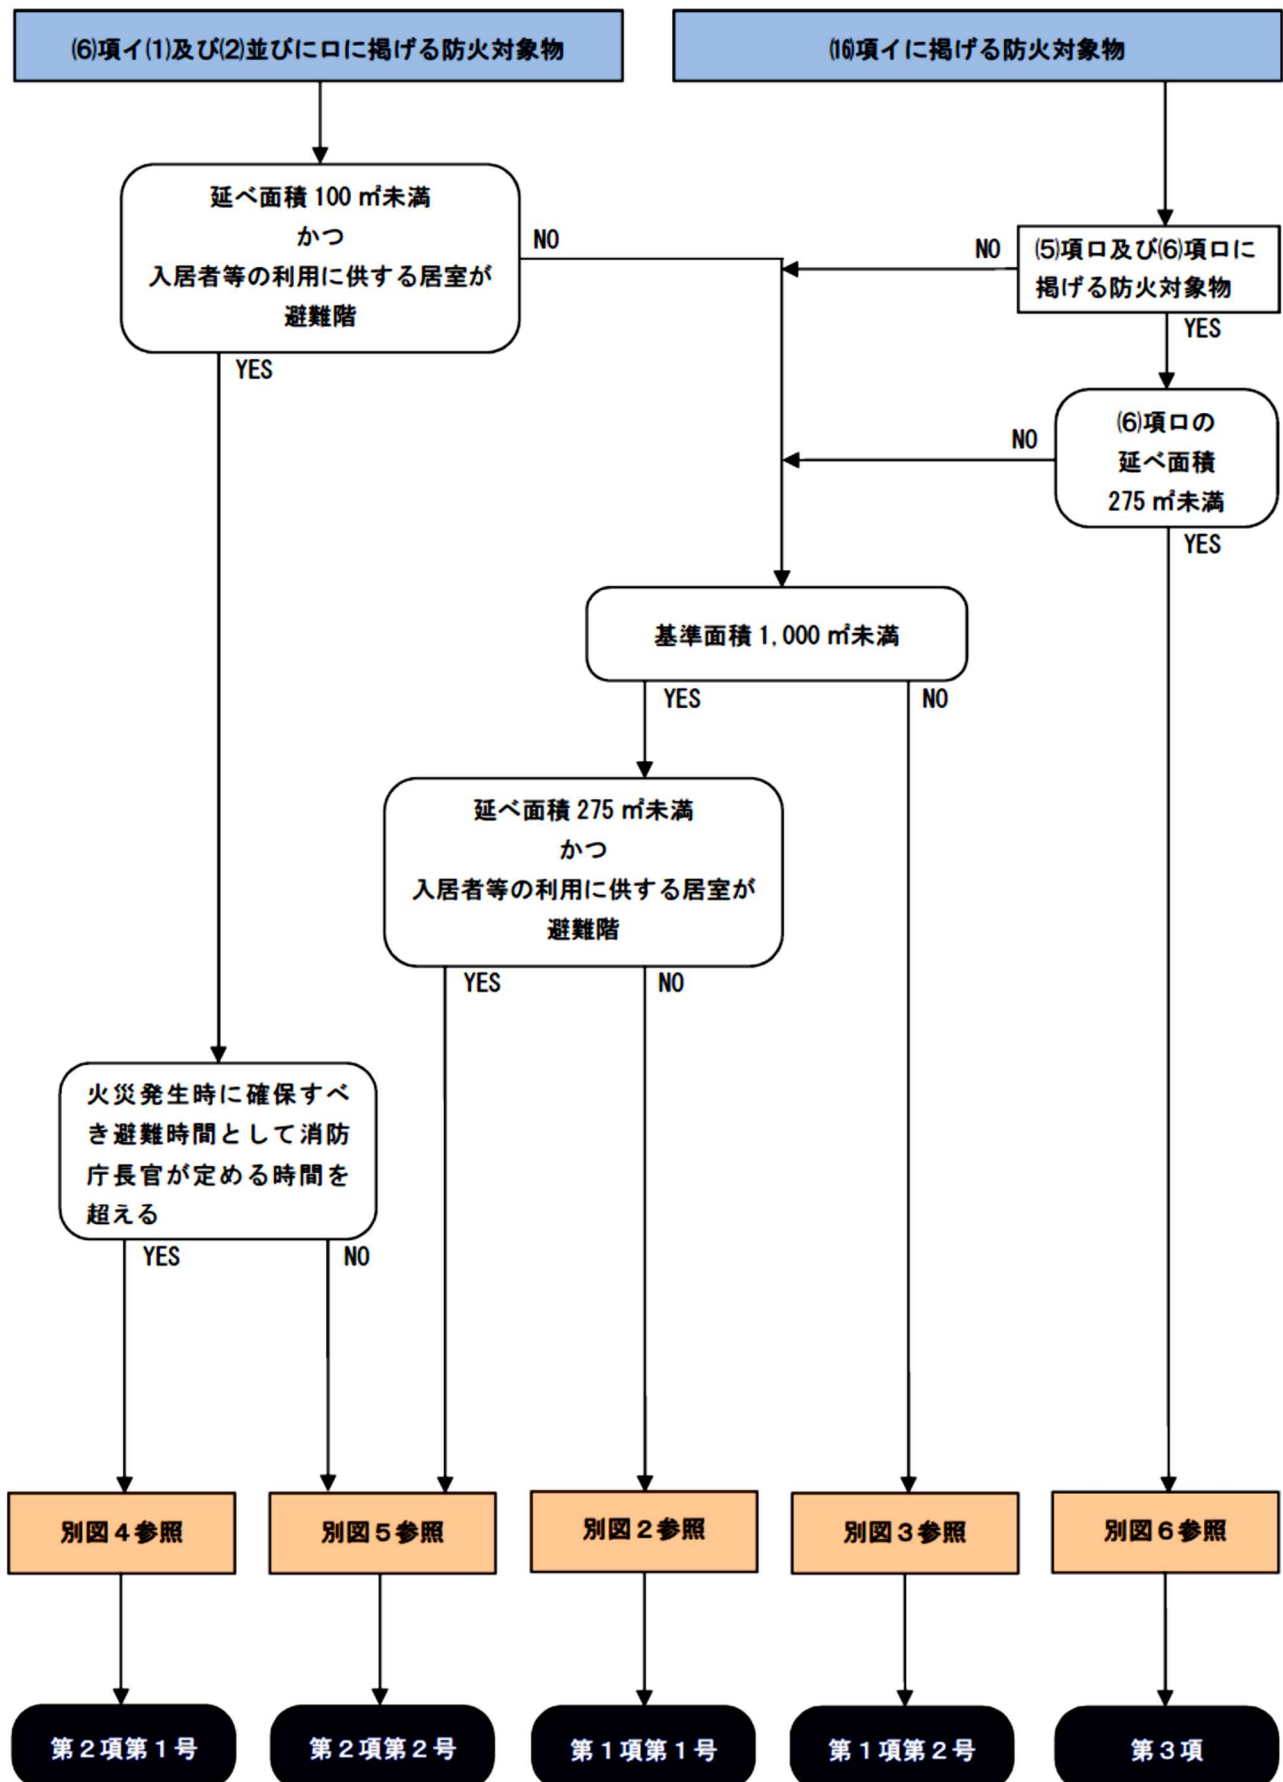 ⑹項イ⑴及び⑵並びにロに掲げる防火対象物
⒃項イに掲げる防火対象物
延べ面積 100 ㎡未満
かつ
入居者等の利用に供する居室が
避難階
NO
YES
NO
⑸項ロ及び⑹項ロに
掲げる防火対象物
YES
⑹項ロの
延べ面積
275 ㎡未満
NO
YES
基準面積 1,000 ㎡未満
YES
NO
延べ面積 275 ㎡未満
かつ
入居者等の利用に供する居室が
避難階
YES
NO
火災発生時に確保すべ
き避難時間として消防
庁長官が定める時間を
超える
YES
NO
別図4参照
別図5参照
別図2参照
別図3参照
別図6参照
第2項第1号
第2項第2号
第1項第1号
第1項第2号
第3項